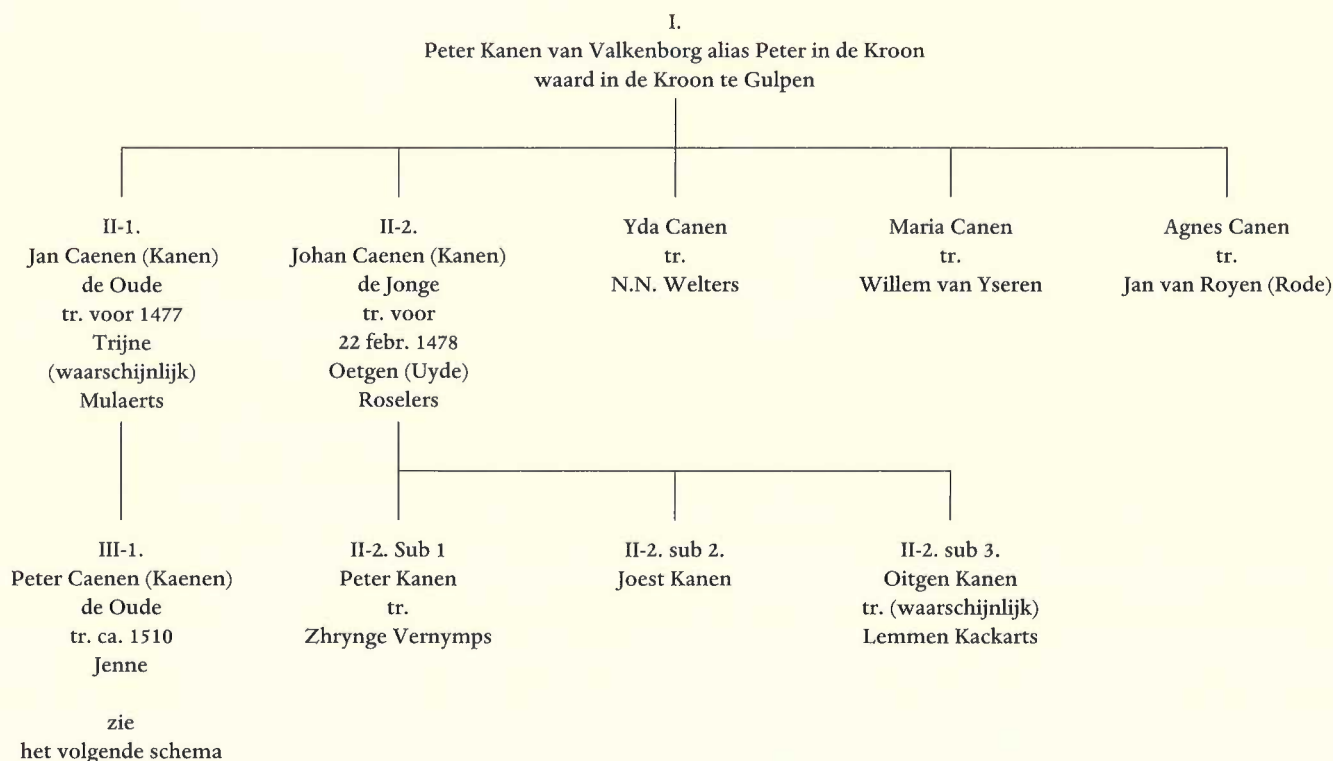 I.
Peter Kanen van Valkenborg alias Peter in de Kroon
waard in de Kroon te Gulpen
II-1.
Jan Caenen (Kanen)
de Oude
tr. voor 1477
Trijne
(waarschijnlijk)
Mulaerts
II-2.
Johan Caenen (Kanen)
de Jonge
tr. voor
22 febr. 1478
Oetgen (Uyde)
Roselers
Yda Canen
tr.
N.N. Welters
Maria Canen
tr.
Willem van Yseren
Agnes Canen
tr.
Jan van Royen (Rode)
III-1.
Peter Caenen (Kaenen)
de Oude
tr. ca. 1510
Jenne
zie
het volgende schema
II-2. Sub 1
Peter Kanen
tr.
Zhrynge Vernymps
II-2. sub 2.
Joest Kanen
II-2. sub 3.
Oitgen Kanen
tr. (waarschijnlijk)
Lemmen Kackarts